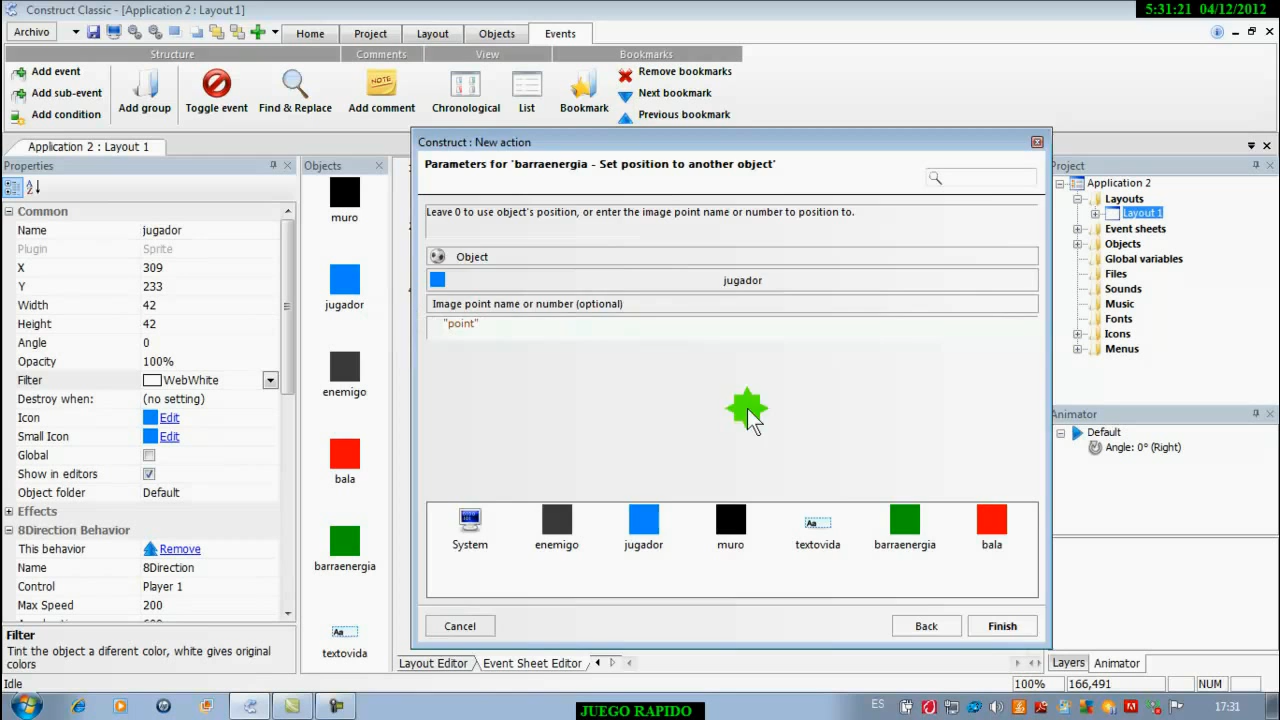 Construct Classic - [Application 2 : Layout 1]
5:31:21 04/12/2012
Archivo
Home
Project
Layout
Objects
Events
Structure
Comments
View
Bookmarks
Add event
Add sub-event
Add condition
Add group
Toggle event
Find & Replace
NOTE
Add comment
Chronological
List
Bookmark
Remove bookmarks
Next bookmark
Previous bookmark
Application 2 : Layout 1
Properties
Common
Name jugador
Plugin Sprite
X 309
Y 233
Width 42
Height 42
Angle 0
Opacity 100%
Filter WebWhite
Destroy when: (no setting)
Icon Edit
Small Icon Edit
Global
Show in editors
Object folder Default
Effects
8Direction Behavior
This behavior Remove
Name 8Direction
Control Player 1
Max Speed 200
Filter
Tint the object a diferent color, white gives original
colors
Objects
muro
jugador
enemigo
bala
barraenergia
Aa
textovida
Construct : New action
Parameters for 'barraenergia - Set position to another object'
Leave 0 to use object's position, or enter the image point name or number to position to.
Object
jugador
Image point name or number (optional)
"point"
System
enemigo
jugador
muro
Aa
textovida
barraenergia
bala
Cancel
Back
Finish
Layout Editor
Event Sheet Editor
Project
Application 2
Layouts
Layout 1
Event sheets
Objects
Global variables
Files
Sounds
Music
Fonts
Icons
Menus
Animator
Default
Angle: 0° (Right)
Layers
Animator
Idle
100%
166,491
NUM
JUEGO RAPIDO
ES
17:31